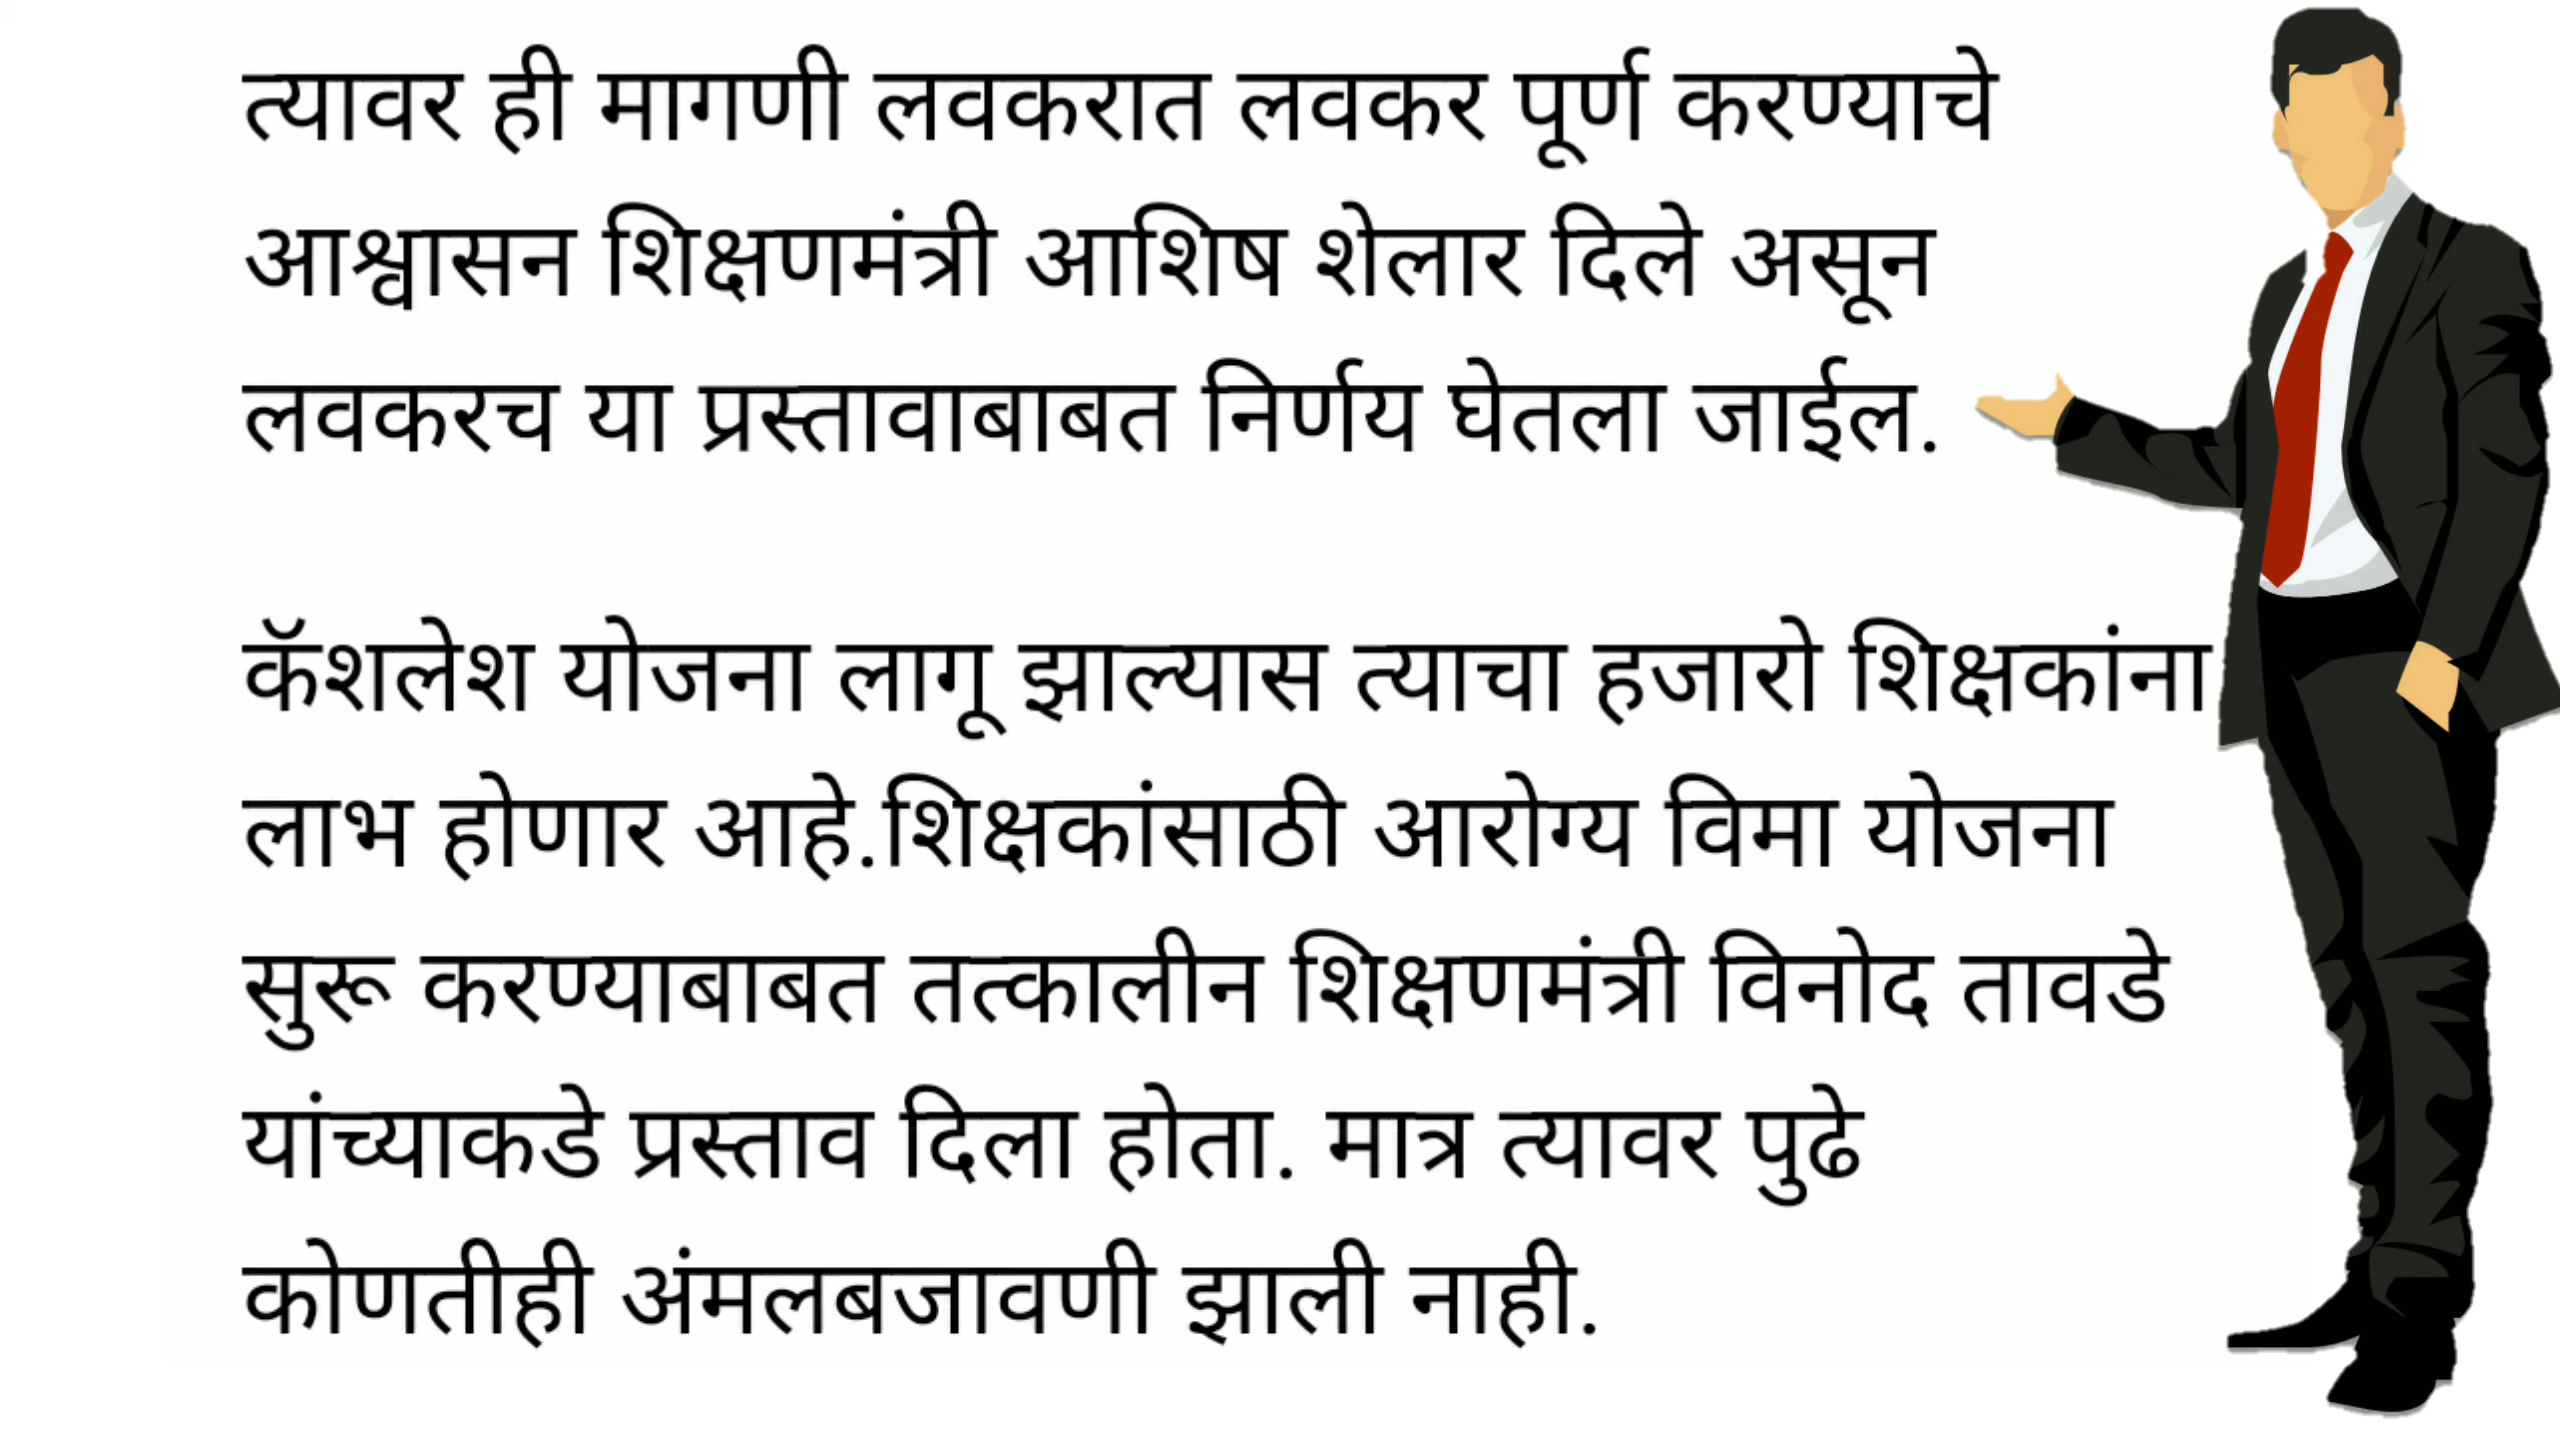 त्यावर ही मागणी लवकरात लवकर पूर्ण करण्याचे
आश्वासन शिक्षणमंत्री आशिष शेलार दिले असून
लवकरच या प्रस्तावाबाबत निर्णय घेतला जाईल.
कॅशलेश योजना लागू झाल्यास त्याचा हजारो शिक्षकांना
लाभ होणार आहे.शिक्षकांसाठी आरोग्य विमा योजना
सुरू करण्याबाबत तत्कालीन शिक्षणमंत्री विनोद तावडे
यांच्याकडे प्रस्ताव दिला होता. मात्र त्यावर पुढे
कोणतीही अंमलबजावणी झाली नाही.